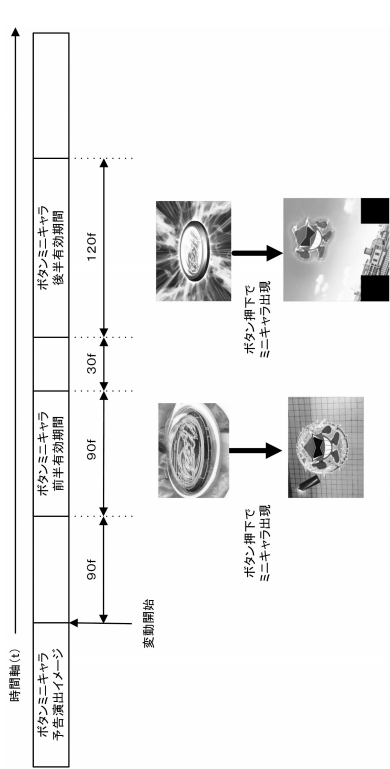 時間軸(t)
ボタンミニキャラ
予告演出イメージ
変動開始
90f
ボタンミニキャラ
前半有効期間
90f
30f
ボタンミニキャラ
後半有効期間
120f
ボタン押下で
ミニキャラ出現
ボタン押下で
ミニキャラ出現